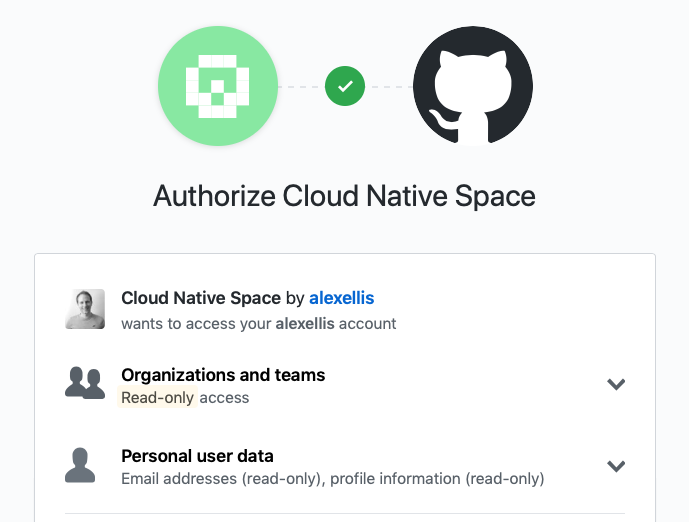 Authorize Cloud Native Space
Cloud Native Space by alexellis
wants to access your alexellis account
Organizations and teams
Read-only access
Personal user data
Email addresses (read-only), profile information (read-only)